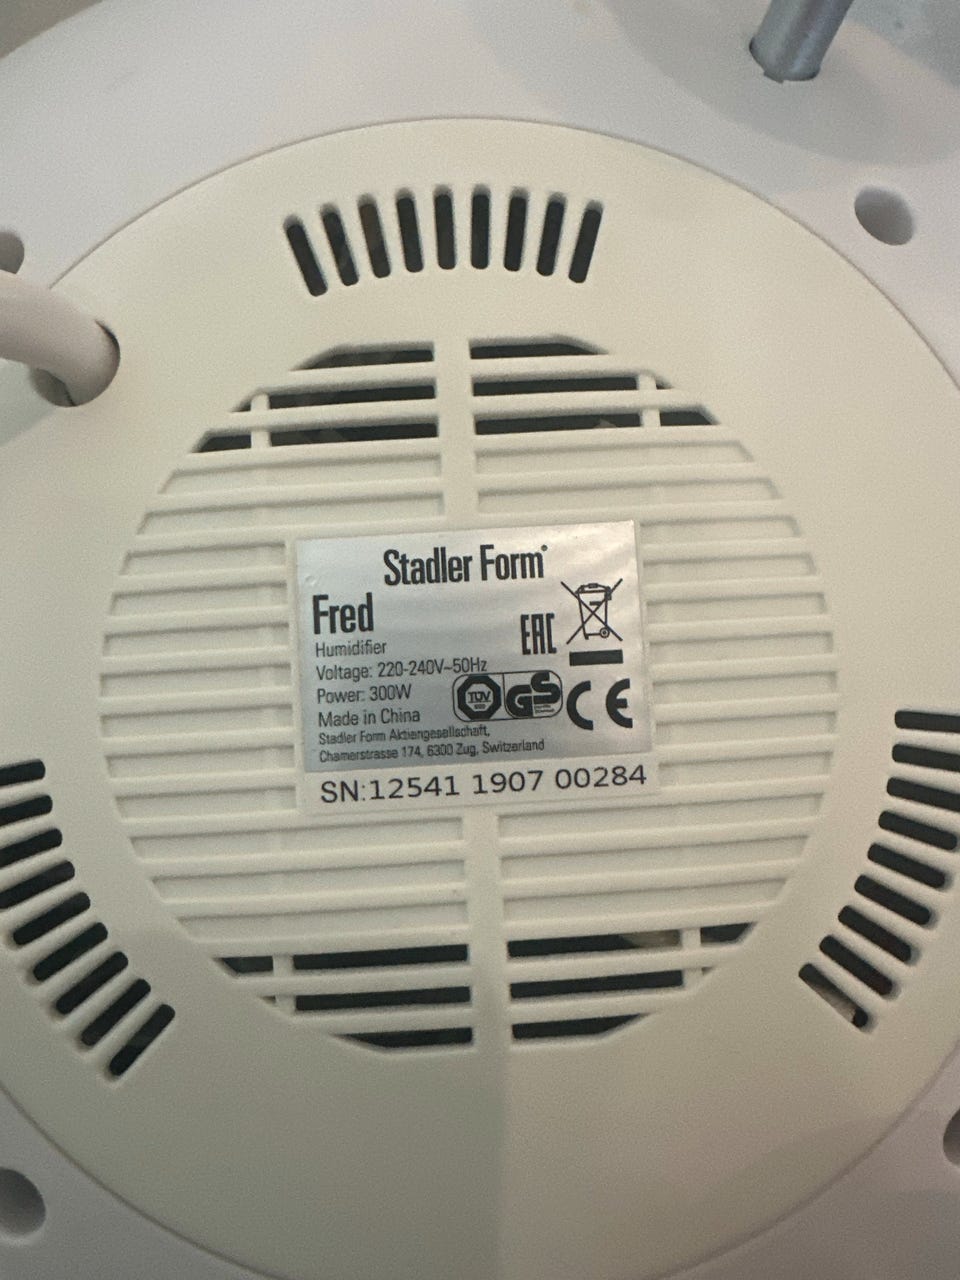 Stadler Form®
Fred
EAC
Humidifier
Voltage: 220-240V~50Hz
Power: 300W
TÜV
GS
CE
Made in China
Stadler Form Aktiengesellschaft,
Chamerstrasse 174, 6300 Zug, Switzerland
SN:12541 1907 00284